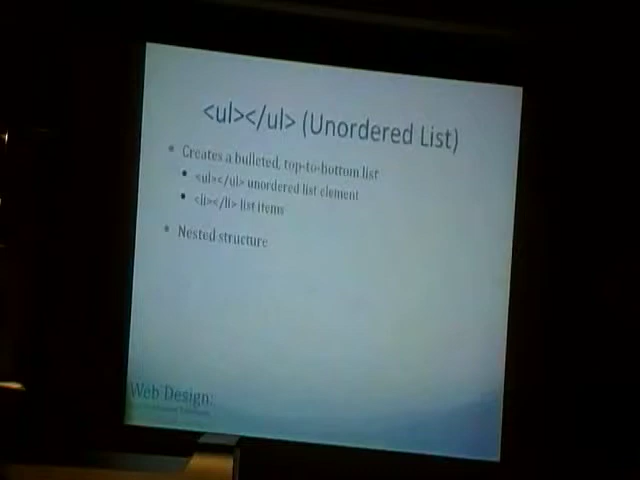 <ul></ul> (Unordered List)
• Creates a bulleted, top-to-bottom list
• <ul></ul> unordered list element
• <li></li> list items
• Nested structure
Web Design: